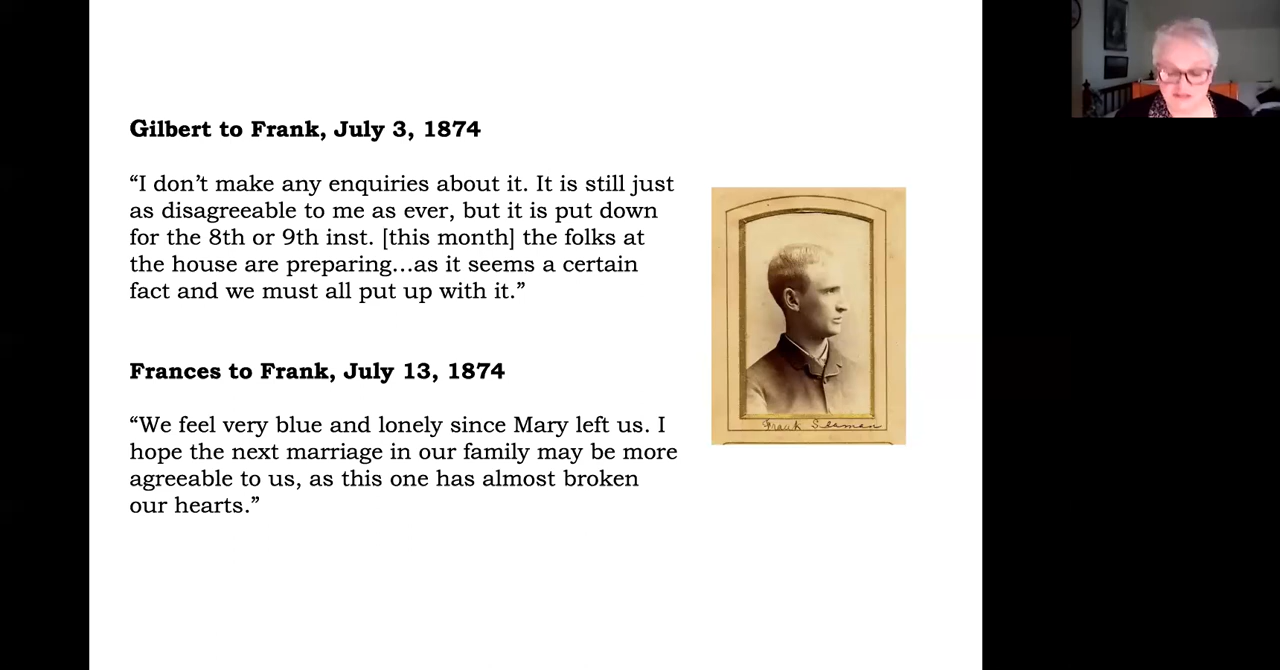 Gilbert to Frank, July 3, 1874
“I don’t make any enquiries about it. It is still just
as disagreeable to me as ever, but it is put down
for the 8th or 9th inst. [this month] the folks at
the house are preparing...as it seems a certain
fact and we must all put up with it.”
Frances to Frank, July 13, 1874
“We feel very blue and lonely since Mary left us. I
hope the next marriage in our family may be more
agreeable to us, as this one has almost broken
our hearts.”
Frank Seaman